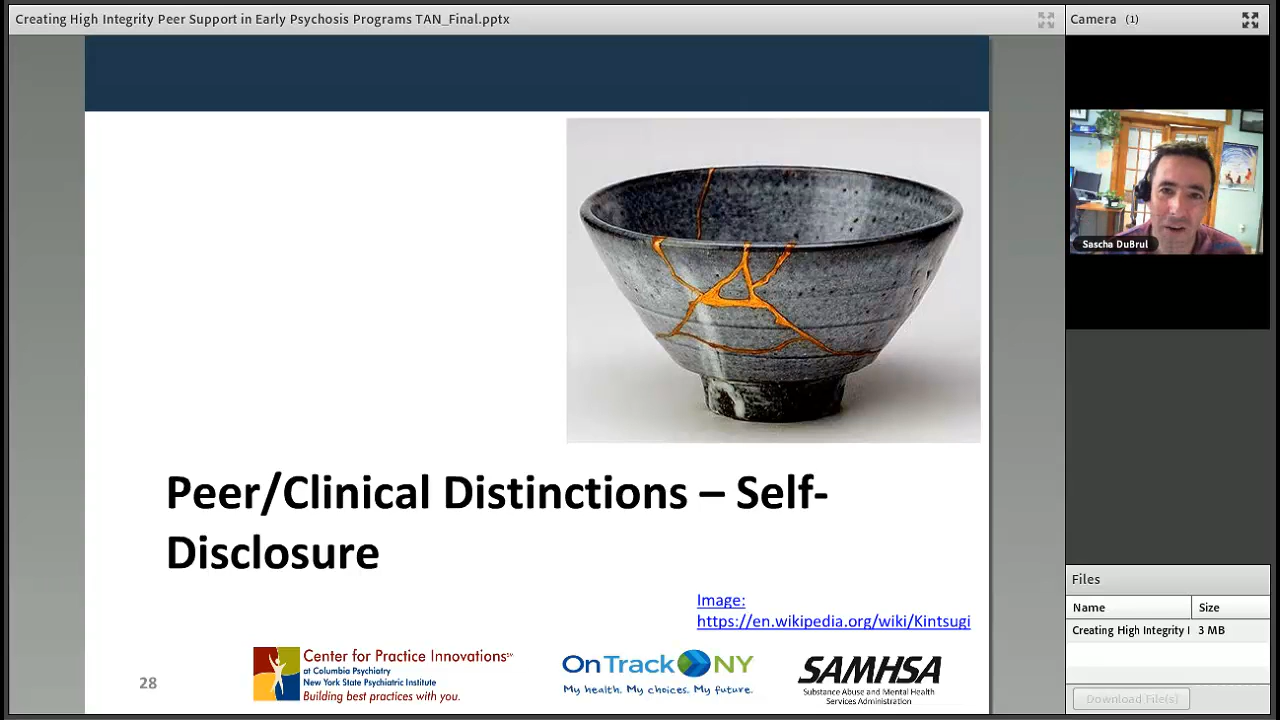 Creating High Integrity Peer Support in Early Psychosis Programs TAN_Final.pptx
Camera (1)
Sascha DuBrul
Peer/Clinical Distinctions – Self-
Disclosure
Image:
https://en.wikipedia.org/wiki/Kintsugi
28
Center for Practice Innovations℠
at Columbia Psychiatry
New York State Psychiatric Institute
Building best practices with you.
OnTrackNY
My health. My choices. My future.
SAMHSA
Substance Abuse and Mental Health
Services Administration
Files
Name Size
Creating High Integrity I 3 MB
Download File(s)